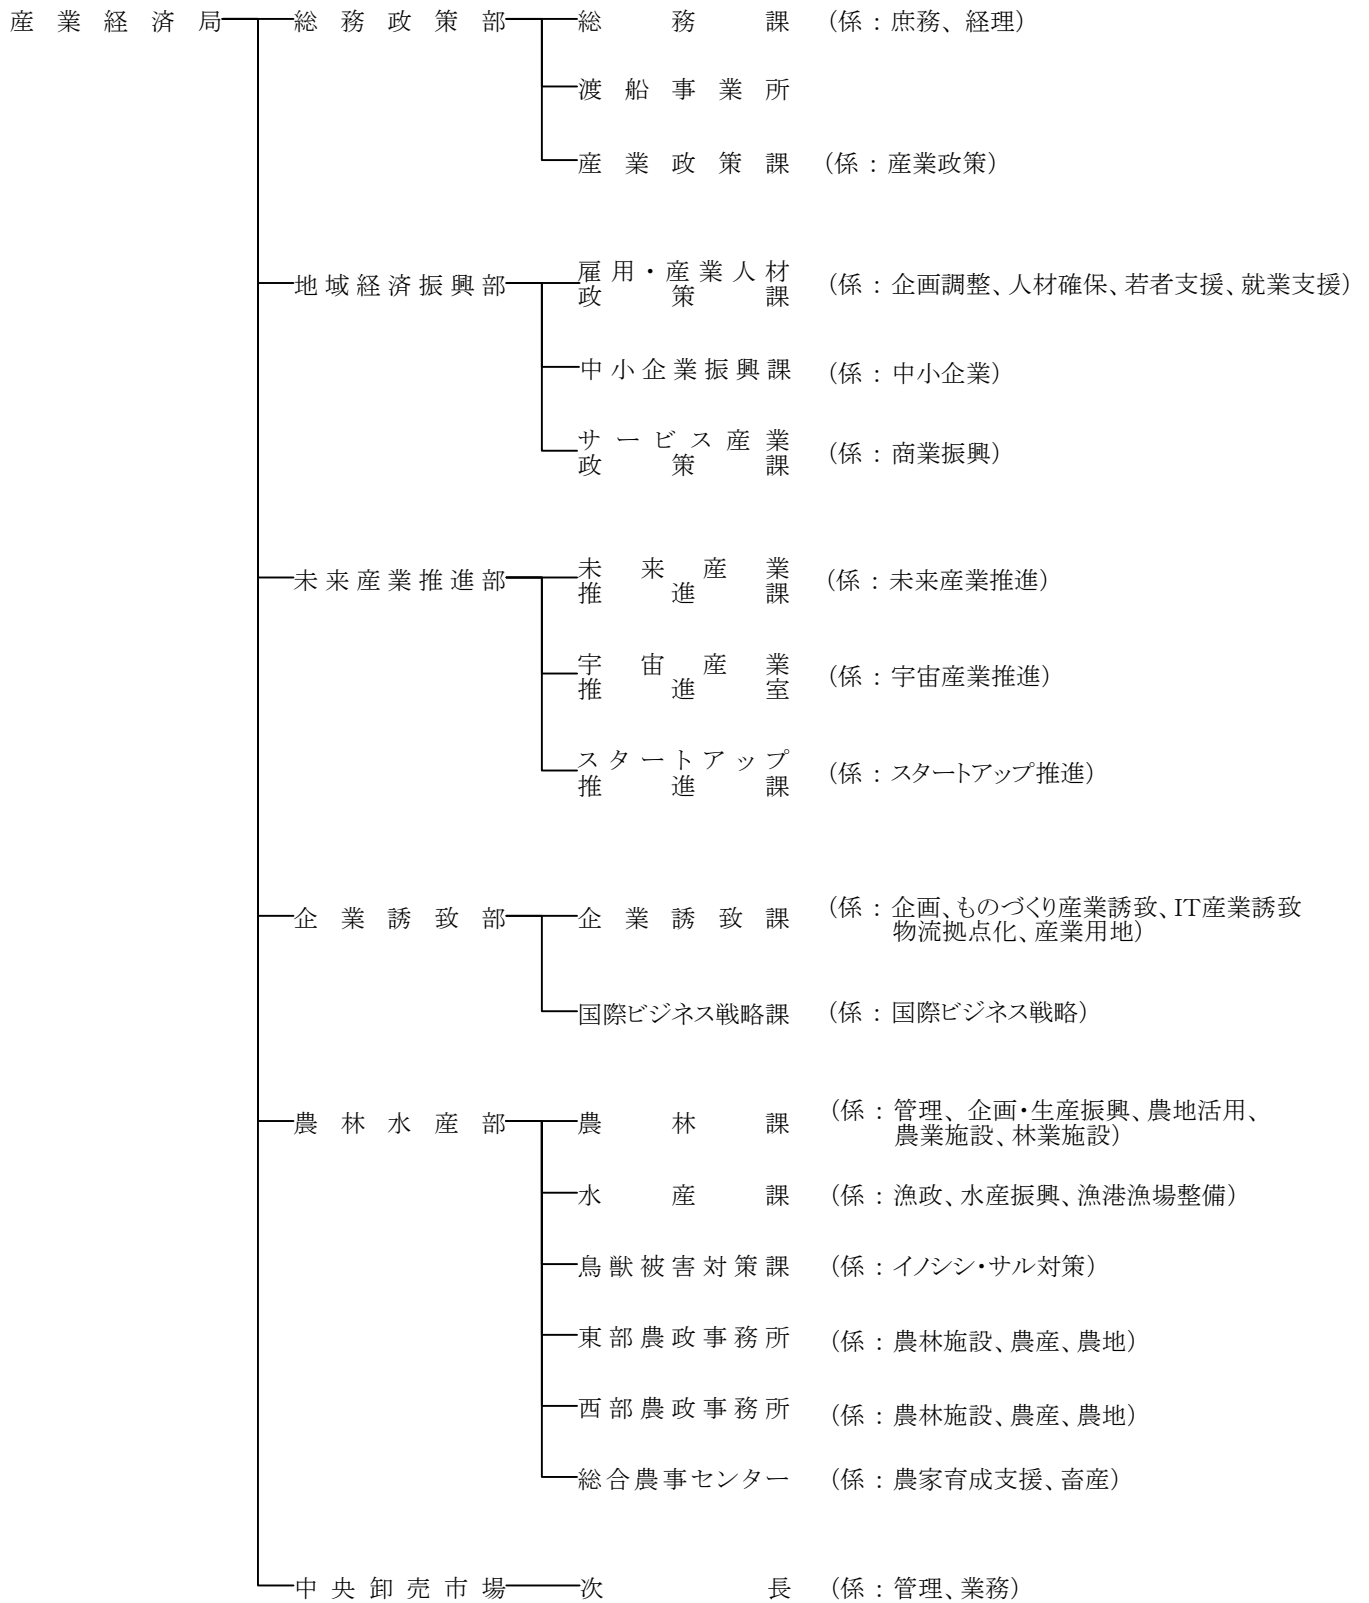 産業経済局 総務政策部 総務課 (係：庶務、経理)
渡船事業所
産業政策課 (係：産業政策)
地域経済振興部 雇用・産業人材
政策課 (係：企画調整、人材確保、若者支援、就業支援)
中小企業振興課 (係：中小企業)
サービス産業
政策課 (係：商業振興)
未来産業推進部 未来産業
推進課 (係：未来産業推進)
宇宙産業
推進室 (係：宇宙産業推進)
スタートアップ
推進課 (係：スタートアップ推進)
企業誘致部 企業誘致課 (係：企画、ものづくり産業誘致、IT産業誘致
物流拠点化、産業用地)
国際ビジネス戦略課 (係：国際ビジネス戦略)
農林水産部 農林課 (係：管理、企画・生産振興、農地活用、
農業施設、林業施設)
水産課 (係：漁政、水産振興、漁港漁場整備)
鳥獣被害対策課 (係：イノシシ・サル対策)
東部農政事務所 (係：農林施設、農産、農地)
西部農政事務所 (係：農林施設、農産、農地)
総合農事センター (係：農家育成支援、畜産)
中央卸売市場 次長 (係：管理、業務)